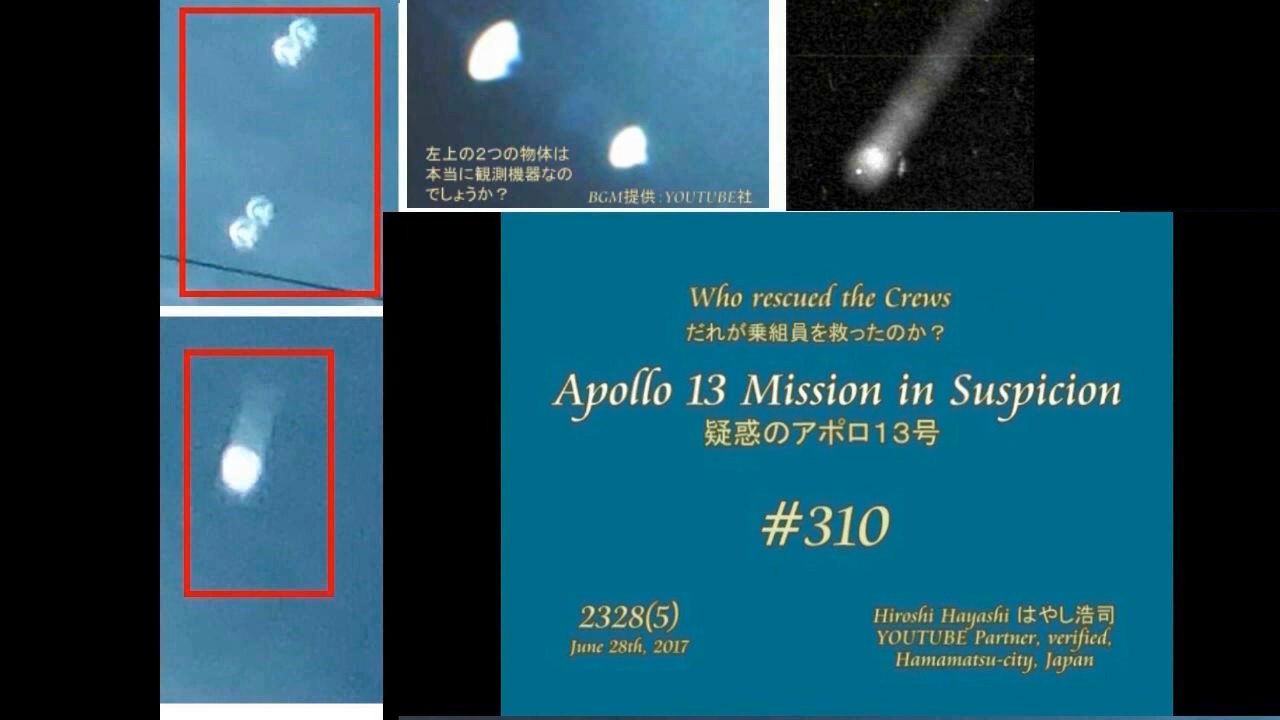 左上の２つの物体は
本当に観測機器なの
でしょうか？
BGM提供：YOUTUBE社
Who rescued the Crews
だれが乗組員を救ったのか？
Apollo 13 Mission in Suspicion
疑惑のアポロ１３号
#310
2328(5)
June 28th, 2017
Hiroshi Hayashi はやし浩司
YOUTUBE Partner, verified,
Hamamatsu-city, Japan